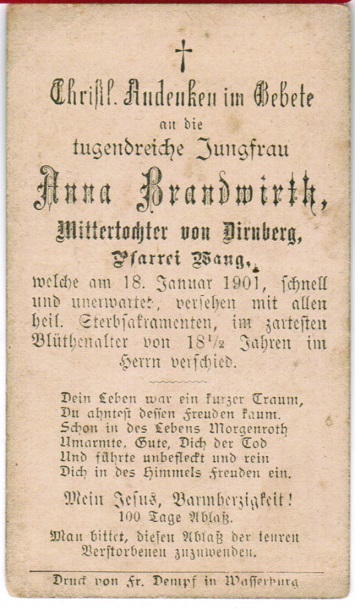 Christl. Andenken im Gebete
an die
tugendreiche Jungfrau
Anna Brandwirth,
Mittertochter von Dirnberg,
Pfarrei Wang,
welche am 18. Januar 1901, schnell
und unerwartet, versehen mit allen
heil. Sterbsakramenten, im zartesten
Blüthenalter von 18½ Jahren im
Herrn verschied.
Dein Leben war ein kurzer Traum,
Du ahntest dessen Freuden kaum.
Schon in des Lebens Morgenroth
Umarmte, Gute, Dich der Tod
Und führte unbefleckt und rein
Dich in des Himmels Freuden ein.
Mein Jesus, Barmherzigkeit!
100 Tage Ablaß.
Man bittet, diesen Ablaß der teuren
Verstorbenen zuzuwenden.
Druck von Fr. Dempf in Wasserburg